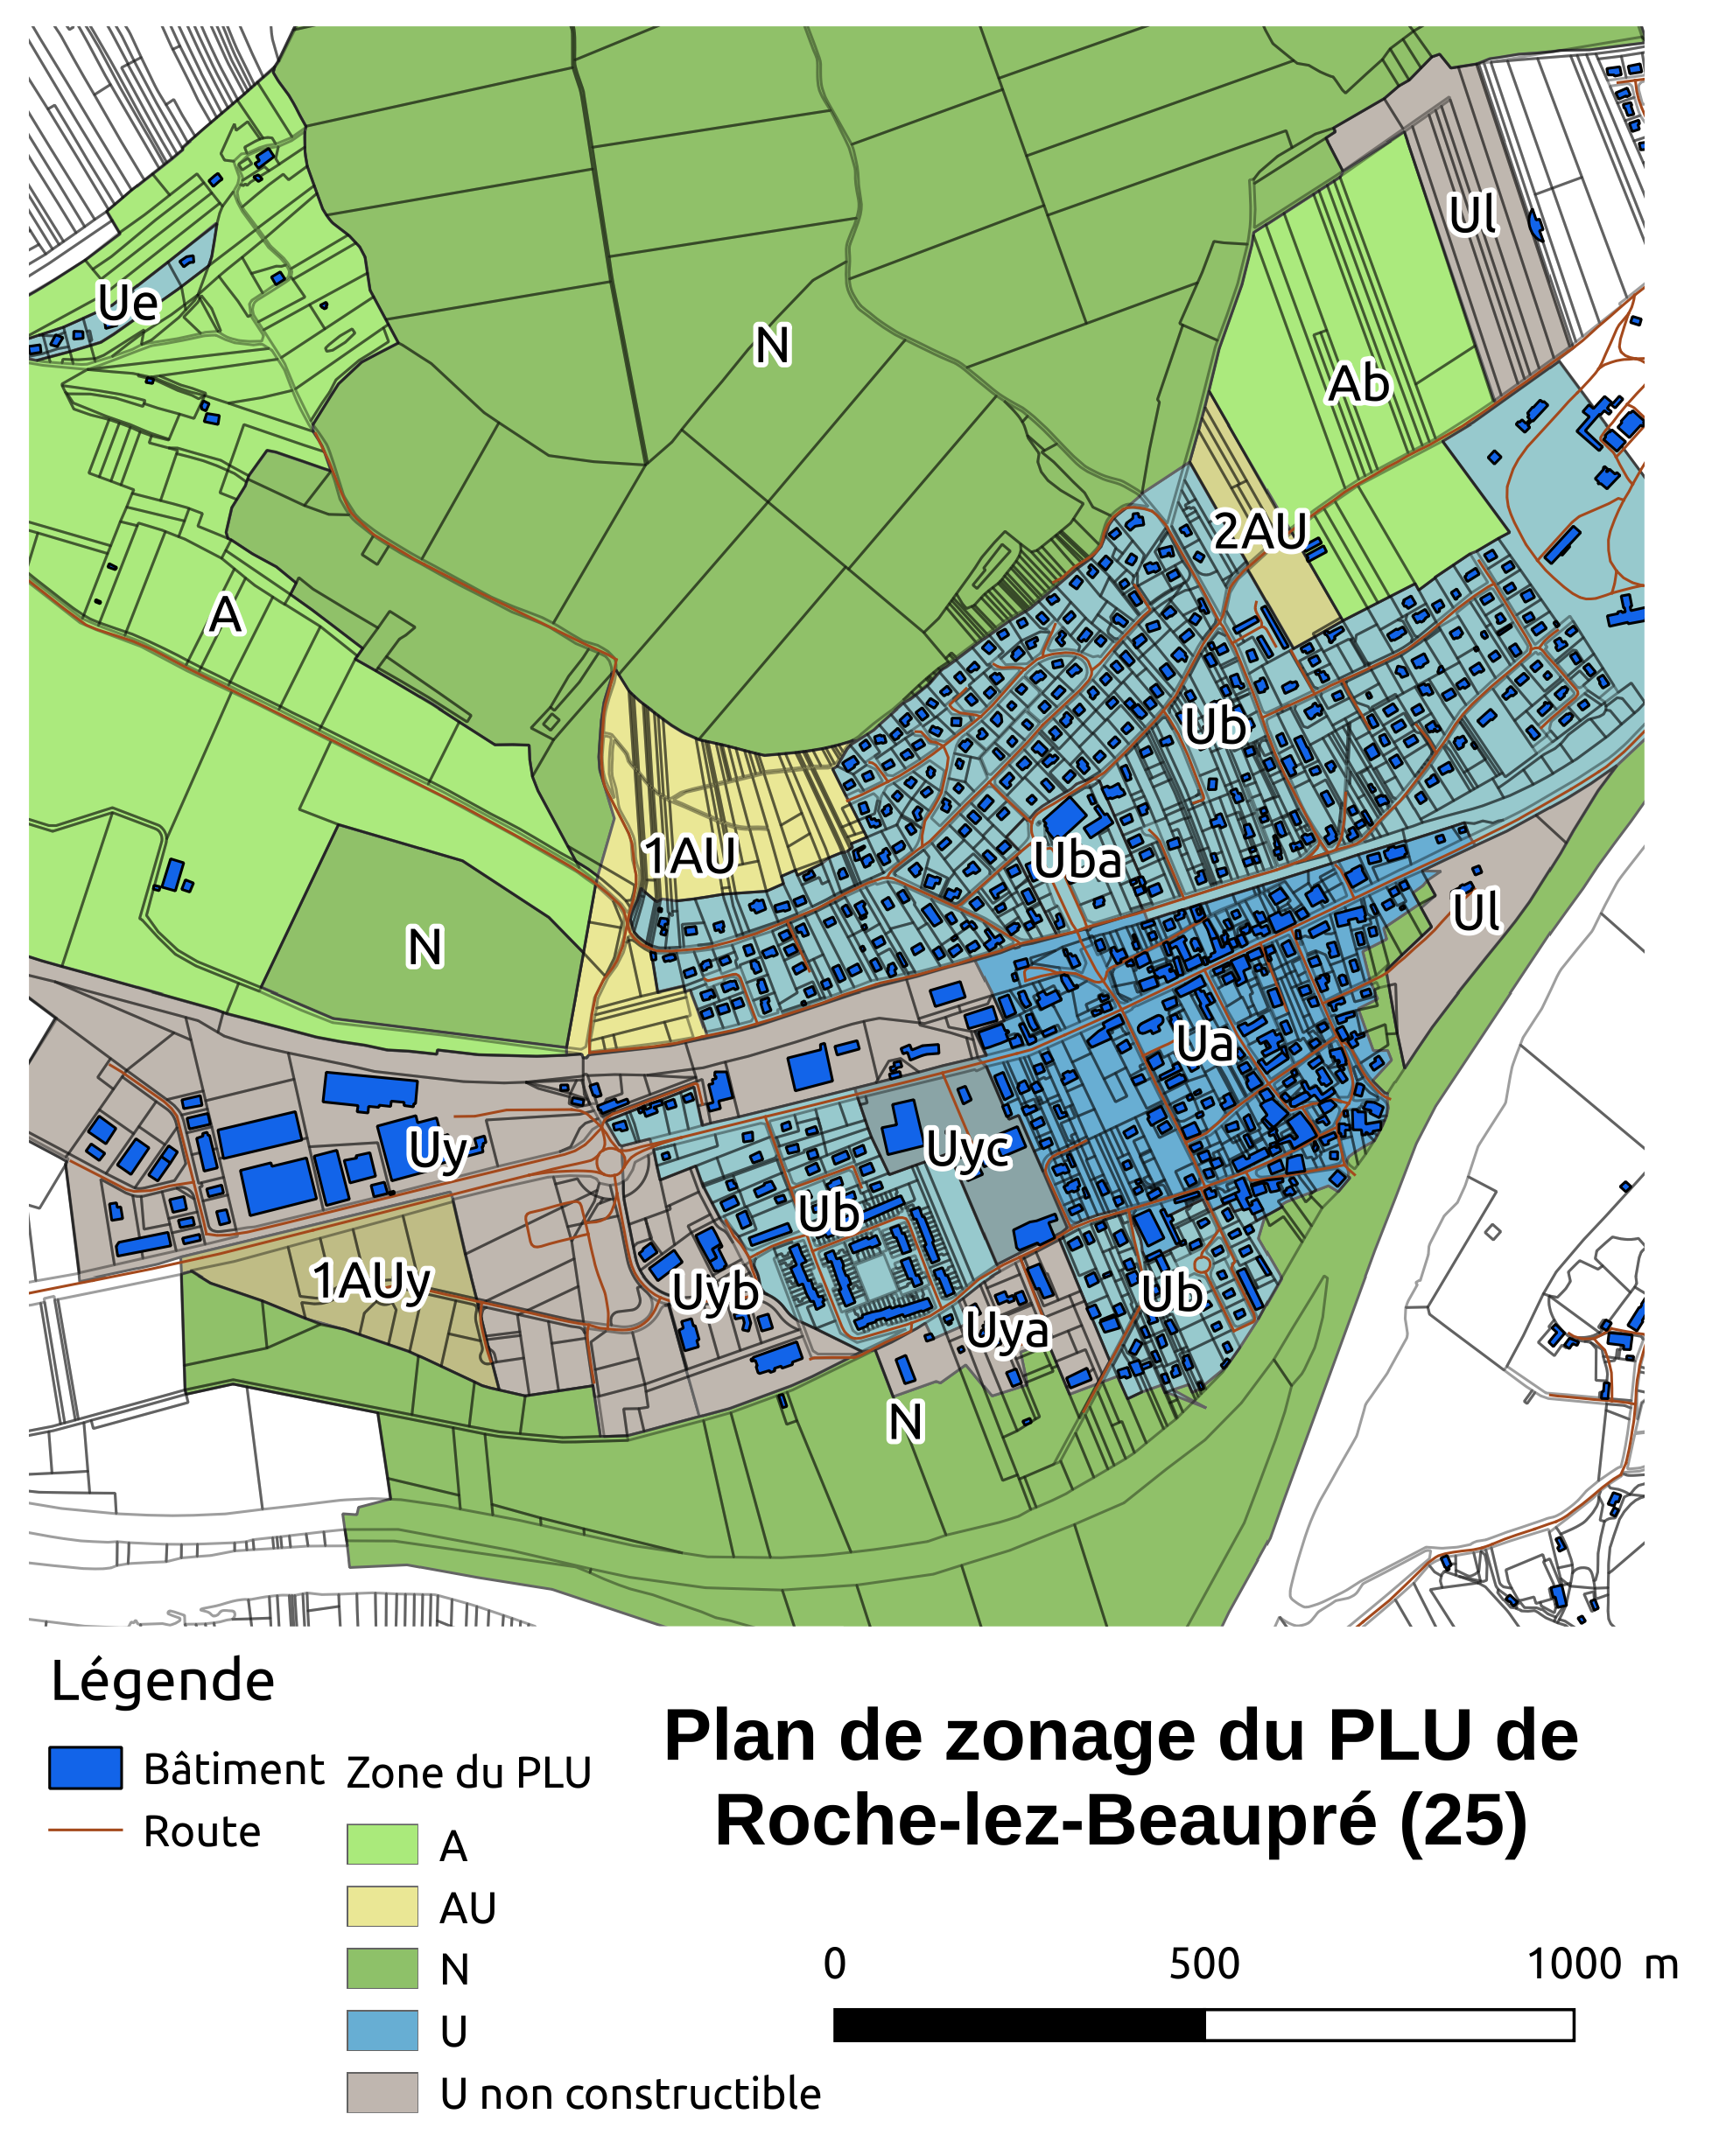 Ul
Ue
N
Ab
2AU
A
Ub
1AU
Uba
Ul
N
Ua
Uy
Uyc
Ub
1AUy
Uyb
Ub
Uya
N
Légende
Bâtiment
Route
Zone du PLU
A
AU
N
U
U non constructible
Plan de zonage du PLU de
Roche-lez-Beaupré (25)
0 500 1000 m